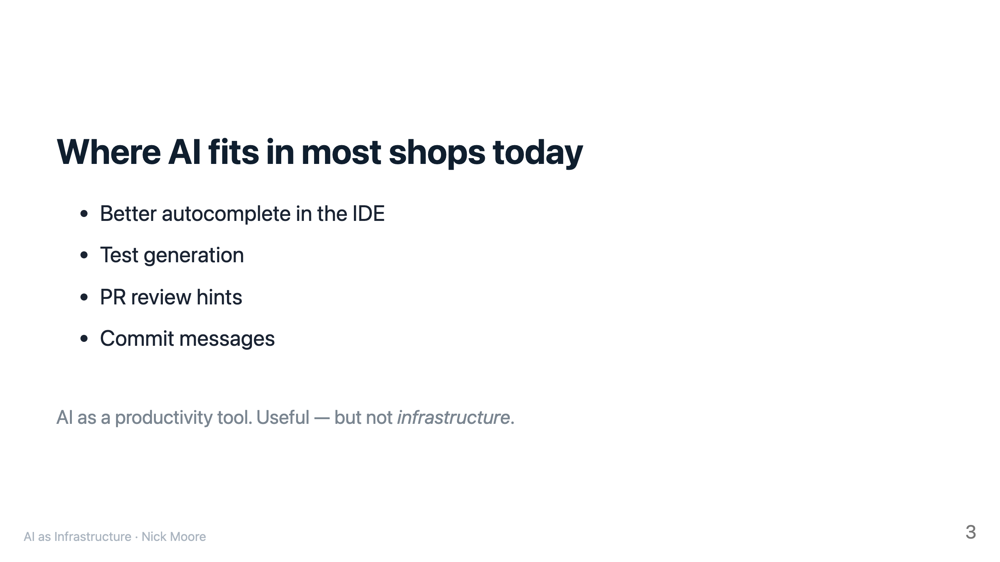 Where AI fits in most shops today
• Better autocomplete in the IDE
• Test generation
• PR review hints
• Commit messages
AI as a productivity tool. Useful — but not infrastructure.
AI as Infrastructure · Nick Moore
3